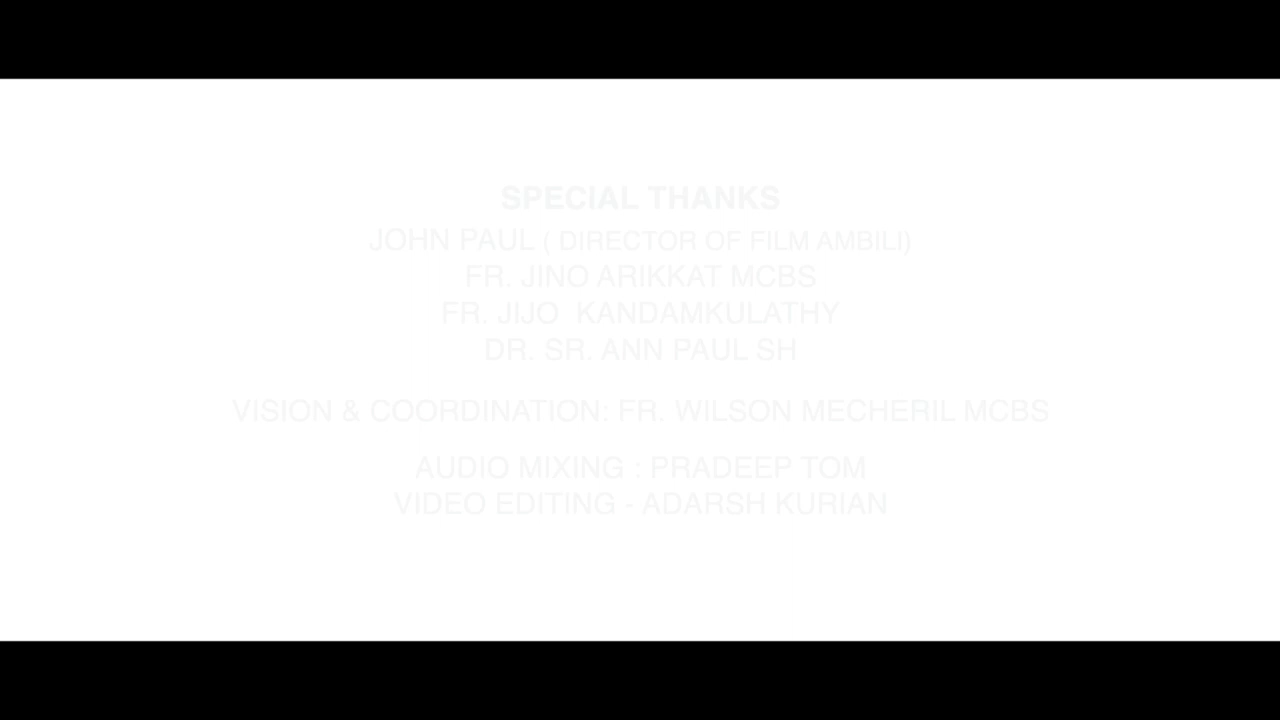 SPECIAL THANKS
JOHN PAUL ( DIRECTOR OF FILM AMBILI)
FR. JINO ARIKKAT MCBS
FR. JIJO  KANDAMKULATHY
DR. SR. ANN PAUL SH
VISION & COORDINATION: FR. WILSON MECHERIL MCBS
AUDIO MIXING : PRADEEP TOM
VIDEO EDITING - ADARSH KURIAN